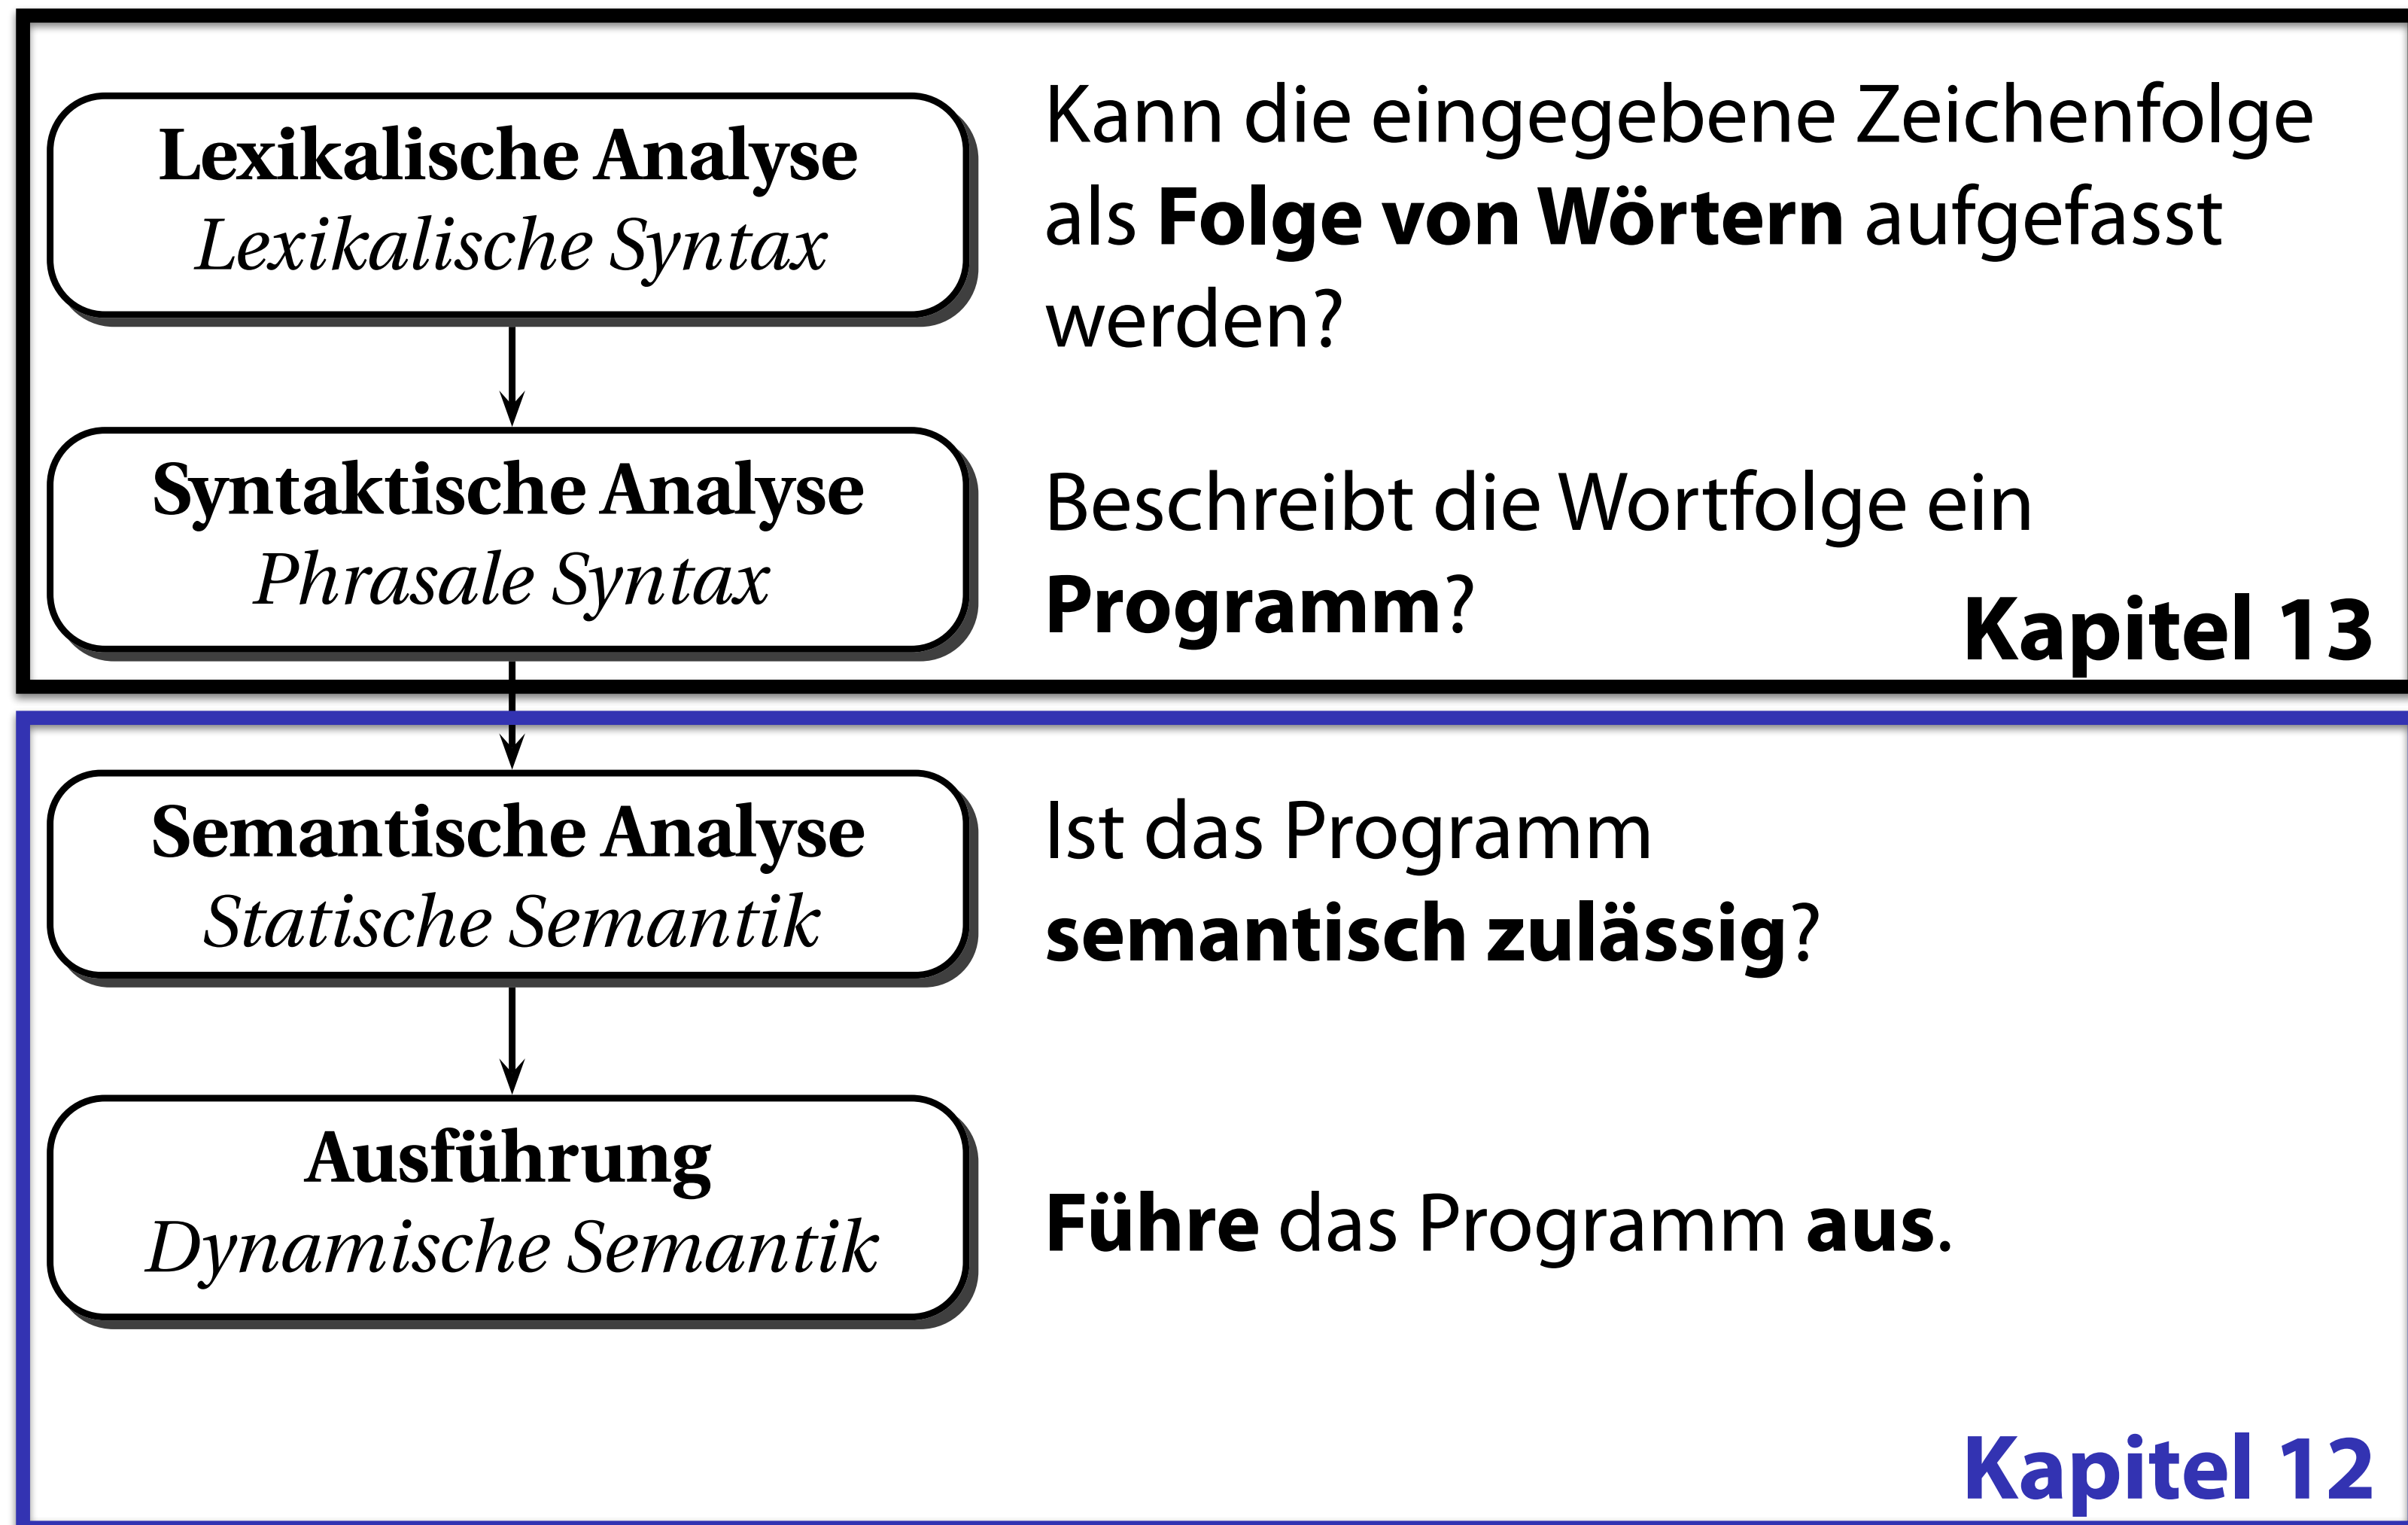 Lexikalische Analyse
Lexikalische Syntax
Kann die eingegebene Zeichenfolge
als Folge von Wörtern aufgefasst
werden?
Syntaktische Analyse
Phrasale Syntax
Beschreibt die Wortfolge ein
Programm?
Kapitel 13
Semantische Analyse
Statische Semantik
Ist das Programm
semantisch zulässig?
Ausführung
Dynamische Semantik
Führe das Programm aus.
Kapitel 12